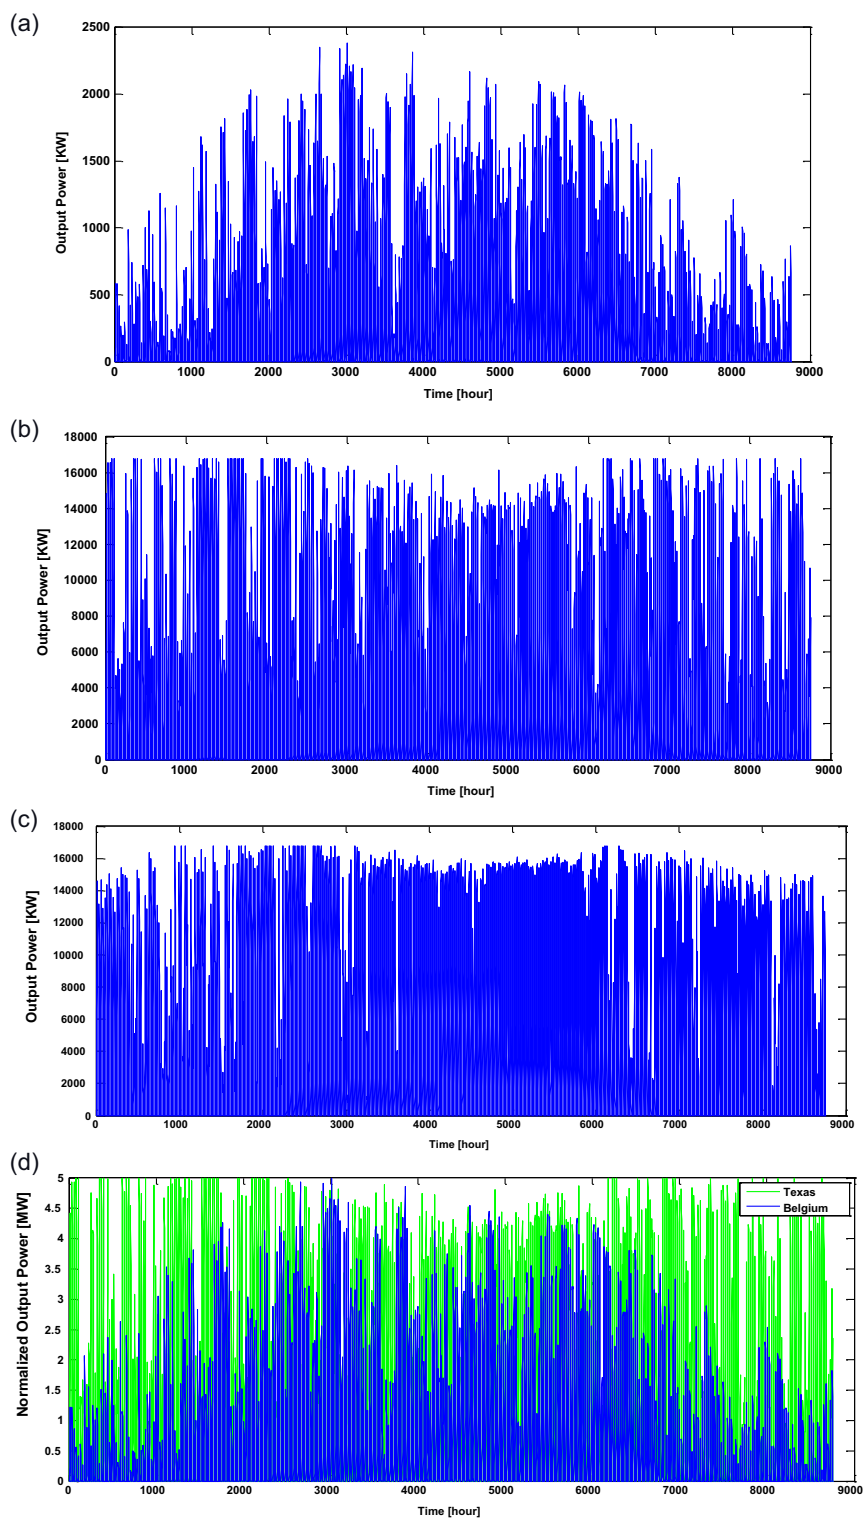 (a)
2500
2000
1500
1000
500
0
Output Power [KW]
0 1000 2000 3000 4000 5000 6000 7000 8000 9000
Time [hour]
(b)
18000
16000
14000
12000
10000
8000
6000
4000
2000
0
Output Power [KW]
0 1000 2000 3000 4000 5000 6000 7000 8000 9000
Time [hour]
(c)
18000
16000
14000
12000
10000
8000
6000
4000
2000
0
Output Power [KW]
0 1000 2000 3000 4000 5000 6000 7000 8000 9000
Time [hour]
(d)
5
4.5
4
3.5
3
2.5
2
1.5
1
0.5
0
Normalized Output Power [MW]
Texas
Belgium
0 1000 2000 3000 4000 5000 6000 7000 8000 9000
Time [hour]